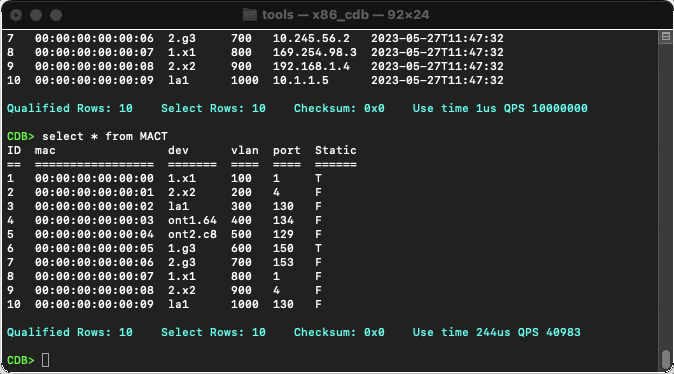 tools — x86_cdb — 92×24
7   00:00:00:00:00:06  2.g3     700   10.245.56.2   2023-05-27T11:47:32
8   00:00:00:00:00:07  1.x1     800   169.254.98.3  2023-05-27T11:47:32
9   00:00:00:00:00:08  2.x2     900   192.168.1.4   2023-05-27T11:47:32
10  00:00:00:00:00:09  la1      1000  10.1.1.5      2023-05-27T11:47:32
Qualified Rows: 10    Select Rows: 10    Checksum: 0x0    Use time 1us QPS 10000000
CDB> select * from MACT
ID  mac                dev      vlan  port  Static
==  =================  =======  ====  ====  ======
1   00:00:00:00:00:00  1.x1     100   1     T
2   00:00:00:00:00:01  2.x2     200   4     F
3   00:00:00:00:00:02  la1      300   130   F
4   00:00:00:00:00:03  ont1.64  400   134   F
5   00:00:00:00:00:04  ont2.c8  500   129   F
6   00:00:00:00:00:05  1.g3     600   150   T
7   00:00:00:00:00:06  2.g3     700   153   F
8   00:00:00:00:00:07  1.x1     800   1     F
9   00:00:00:00:00:08  2.x2     900   4     F
10  00:00:00:00:00:09  la1      1000  130   F
Qualified Rows: 10    Select Rows: 10    Checksum: 0x0    Use time 244us QPS 40983
CDB>